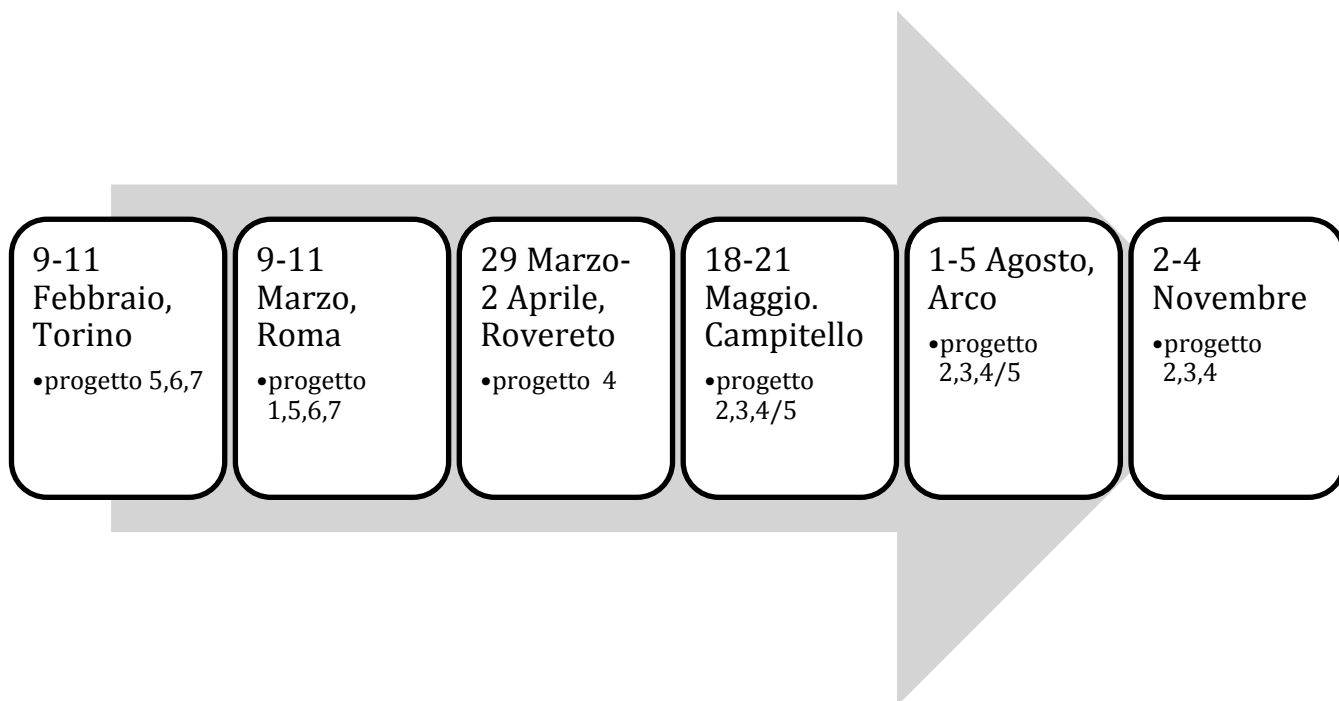 9-11
Febbraio,
Torino
•progetto 5,6,7
9-11
Marzo,
Roma
•progetto
1,5,6,7
29 Marzo-
2 Aprile,
Rovereto
•progetto 4
18-21
Maggio.
Campitello
•progetto
2,3,4/5
1-5 Agosto,
Arco
•progetto
2,3,4/5
2-4
Novembre
•progetto
2,3,4